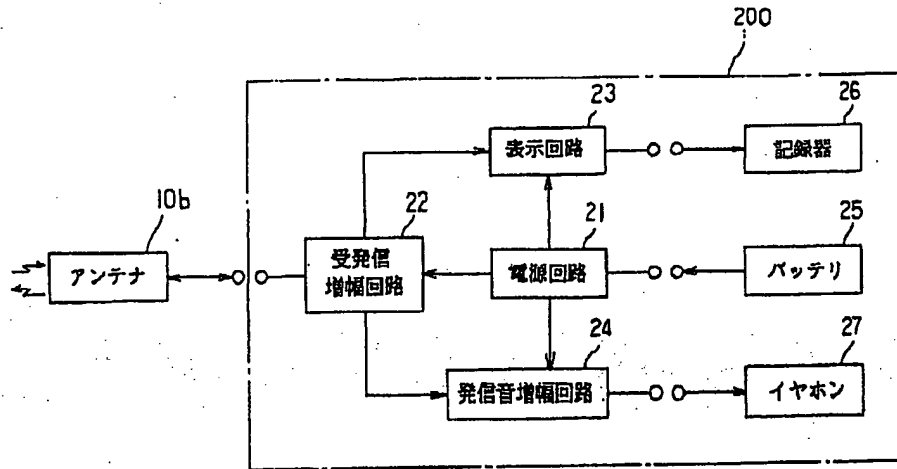 200
23
表示回路
26
記録器
10b
アンテナ
22
受発信
増幅回路
21
電源回路
25
バッテリ
24
発信音増幅回路
27
イヤホン